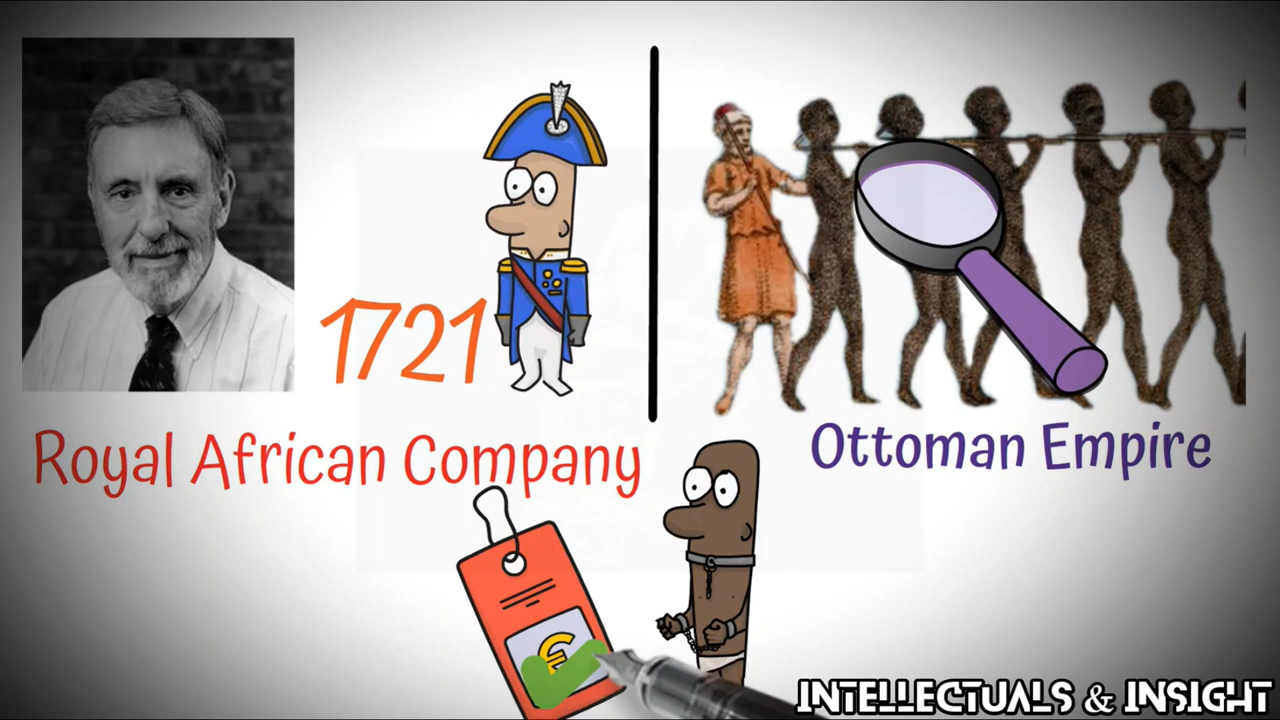 1721
Royal African Company
Ottoman Empire
€
INTELLECTUALS & INSIGHT